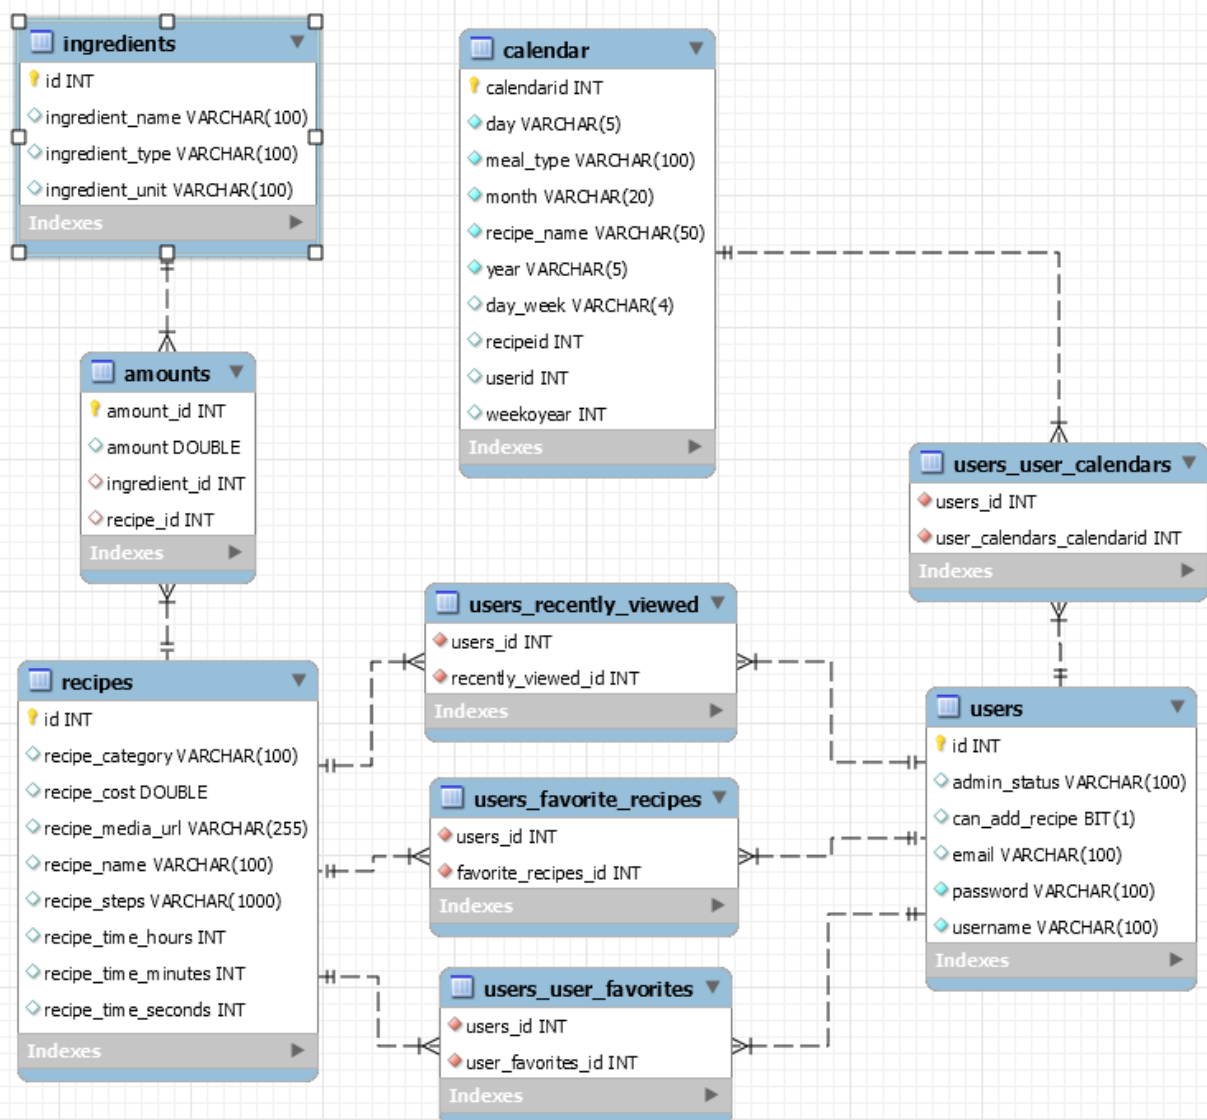 ingredients
id INT
ingredient_name VARCHAR(100)
ingredient_type VARCHAR(100)
ingredient_unit VARCHAR(100)
Indexes
calendar
calendarid INT
day VARCHAR(5)
meal_type VARCHAR(100)
month VARCHAR(20)
recipe_name VARCHAR(50)
year VARCHAR(5)
day_week VARCHAR(4)
recipeid INT
userid INT
weekoyear INT
Indexes
amounts
amount_id INT
amount DOUBLE
ingredient_id INT
recipe_id INT
Indexes
users_user_calendars
users_id INT
user_calendars_calendarid INT
Indexes
users_recently_viewed
users_id INT
recently_viewed_id INT
Indexes
recipes
id INT
recipe_category VARCHAR(100)
recipe_cost DOUBLE
recipe_media_url VARCHAR(255)
recipe_name VARCHAR(100)
recipe_steps VARCHAR(1000)
recipe_time_hours INT
recipe_time_minutes INT
recipe_time_seconds INT
Indexes
users_favorite_recipes
users_id INT
favorite_recipes_id INT
Indexes
users
id INT
admin_status VARCHAR(100)
can_add_recipe BIT(1)
email VARCHAR(100)
password VARCHAR(100)
username VARCHAR(100)
Indexes
users_user_favorites
users_id INT
user_favorites_id INT
Indexes